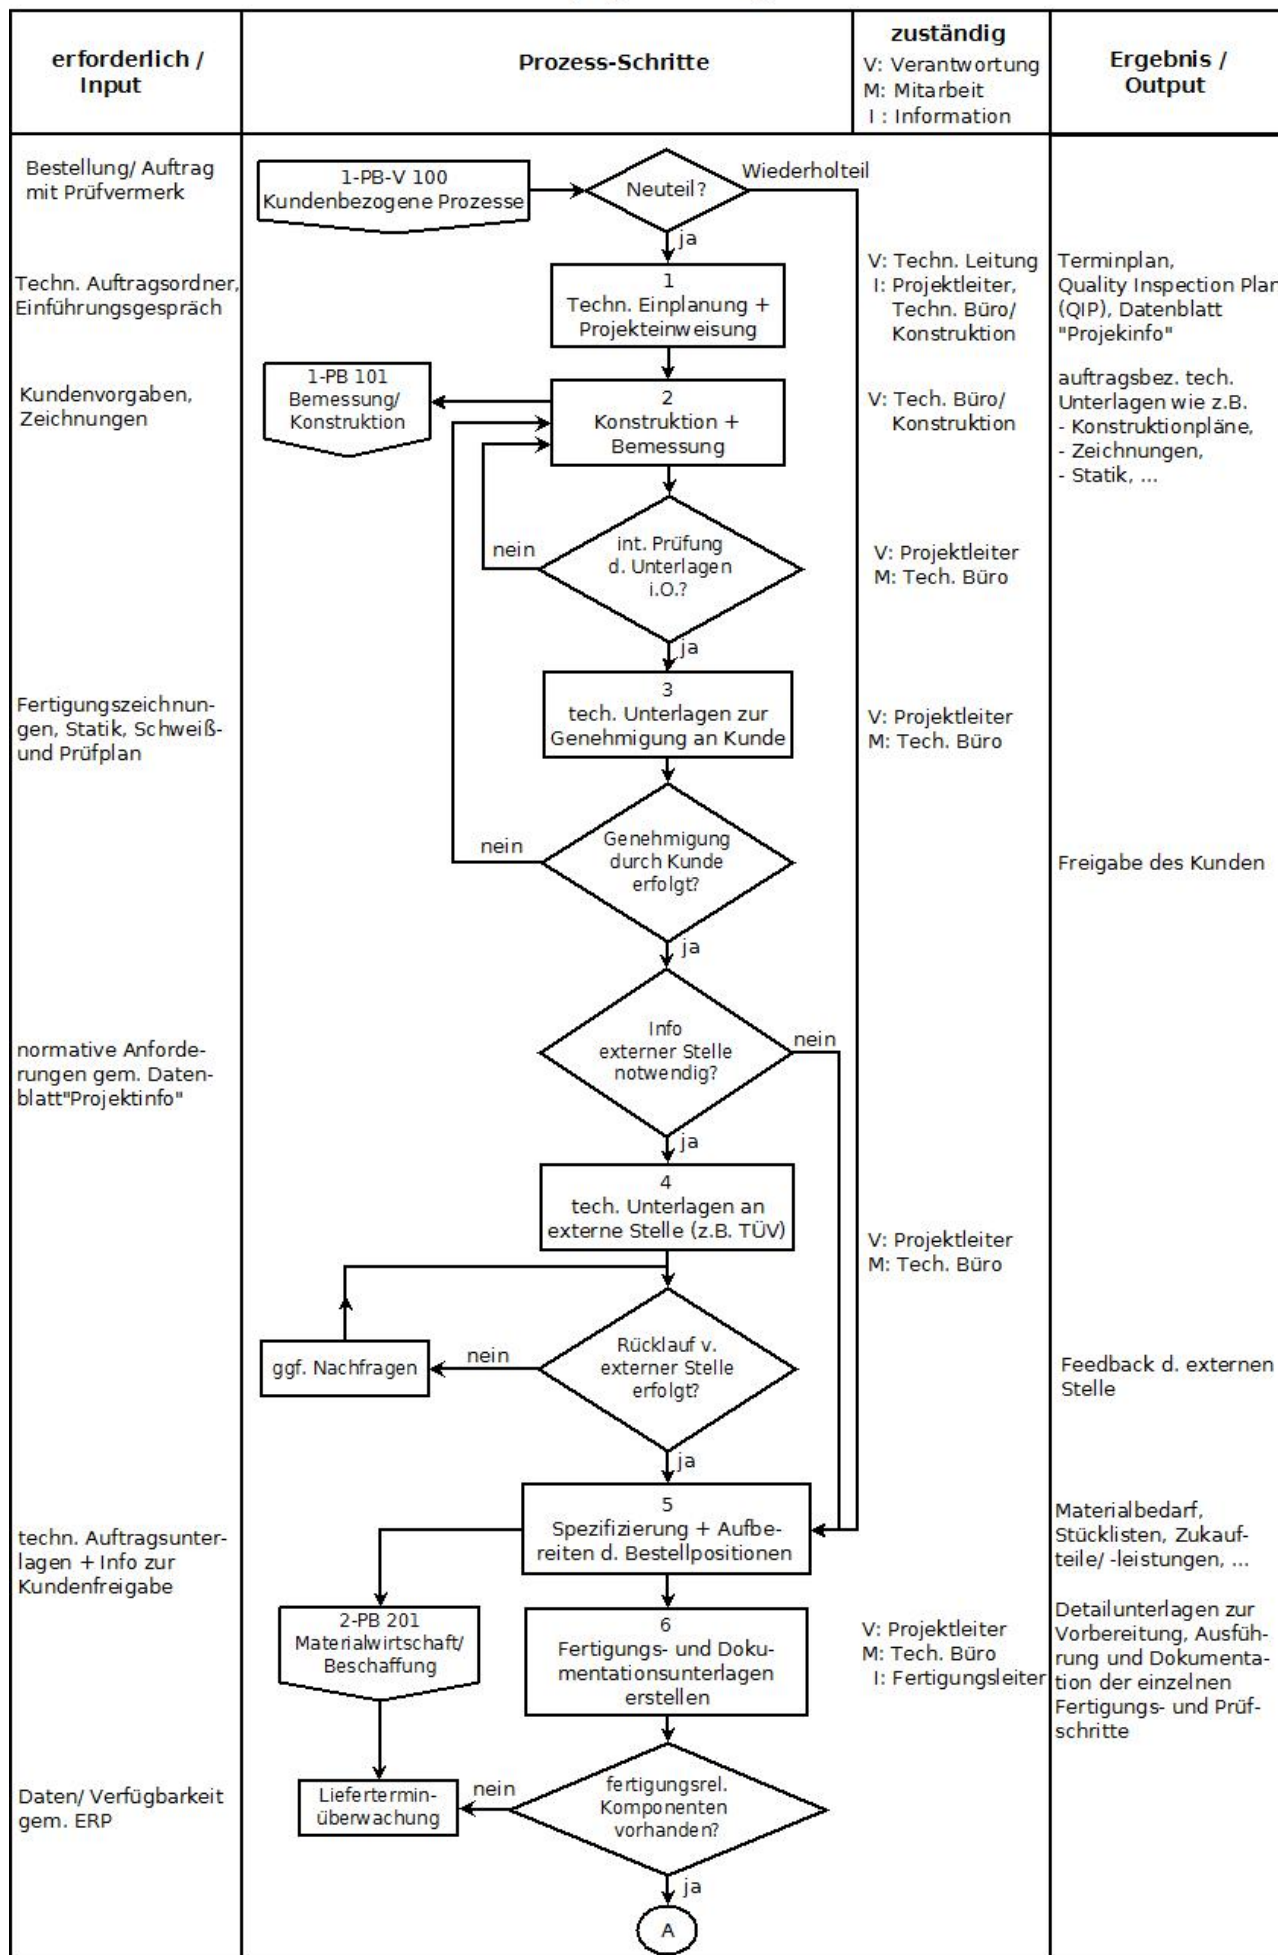 erforderlich /
Input
Prozess-Schritte
zuständig
V: Verantwortung
M: Mitarbeit
I : Information
Ergebnis /
Output
Bestellung/ Auftrag
mit Prüfvermerk
1-PB-V 100
Kundenbezogene Prozesse
Neuteil?
Wiederholteil
ja
Techn. Auftragsordner,
Einführungsgespräch
1
Techn. Einplanung +
Projekteinweisung
V: Techn. Leitung
I: Projektleiter,
Techn. Büro/
Konstruktion
Terminplan,
Quality Inspection Plan
(QIP), Datenblatt
"Projekinfo"
Kundenvorgaben,
Zeichnungen
1-PB 101
Bemessung/
Konstruktion
2
Konstruktion +
Bemessung
V: Tech. Büro/
Konstruktion
auftragsbez. tech.
Unterlagen wie z.B.
- Konstruktionpläne,
- Zeichnungen,
- Statik, ...
nein
int. Prüfung
d. Unterlagen
i.O.?
V: Projektleiter
M: Tech. Büro
ja
Fertigungszeichnun-
gen, Statik, Schweiß-
und Prüfplan
3
tech. Unterlagen zur
Genehmigung an Kunde
V: Projektleiter
M: Tech. Büro
nein
Genehmigung
durch Kunde
erfolgt?
Freigabe des Kunden
ja
normative Anforde-
rungen gem. Daten-
blatt"Projektinfo"
Info
externer Stelle
notwendig?
nein
ja
4
tech. Unterlagen an
externe Stelle (z.B. TÜV)
V: Projektleiter
M: Tech. Büro
ggf. Nachfragen
nein
Rücklauf v.
externer Stelle
erfolgt?
Feedback d. externen
Stelle
ja
techn. Auftragsunter-
lagen + Info zur
Kundenfreigabe
5
Spezifizierung + Aufbe-
reiten d. Bestellpositionen
Materialbedarf,
Stücklisten, Zukauf-
teile/ -leistungen, ...
2-PB 201
Materialwirtschaft/
Beschaffung
6
Fertigungs- und Doku-
mentationsunterlagen
erstellen
V: Projektleiter
M: Tech. Büro
I: Fertigungsleiter
Detailunterlagen zur
Vorbereitung, Ausfüh-
rung und Dokumenta-
tion der einzelnen
Fertigungs- und Prüf-
schritte
Daten/ Verfügbarkeit
gem. ERP
Liefertermin-
überwachung
nein
fertigungsrel.
Komponenten
vorhanden?
ja
A